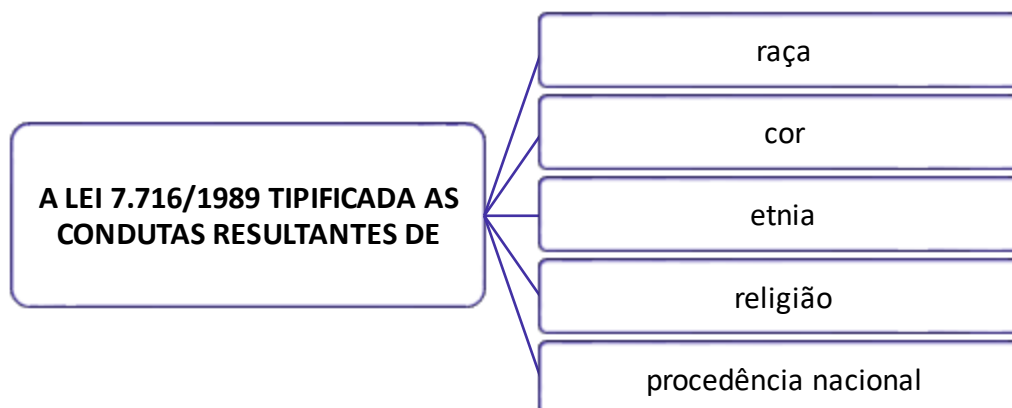 A LEI 7.716/1989 TIPIFICADA AS
CONDUTAS RESULTANTES DE
raça
cor
etnia
religião
procedência nacional